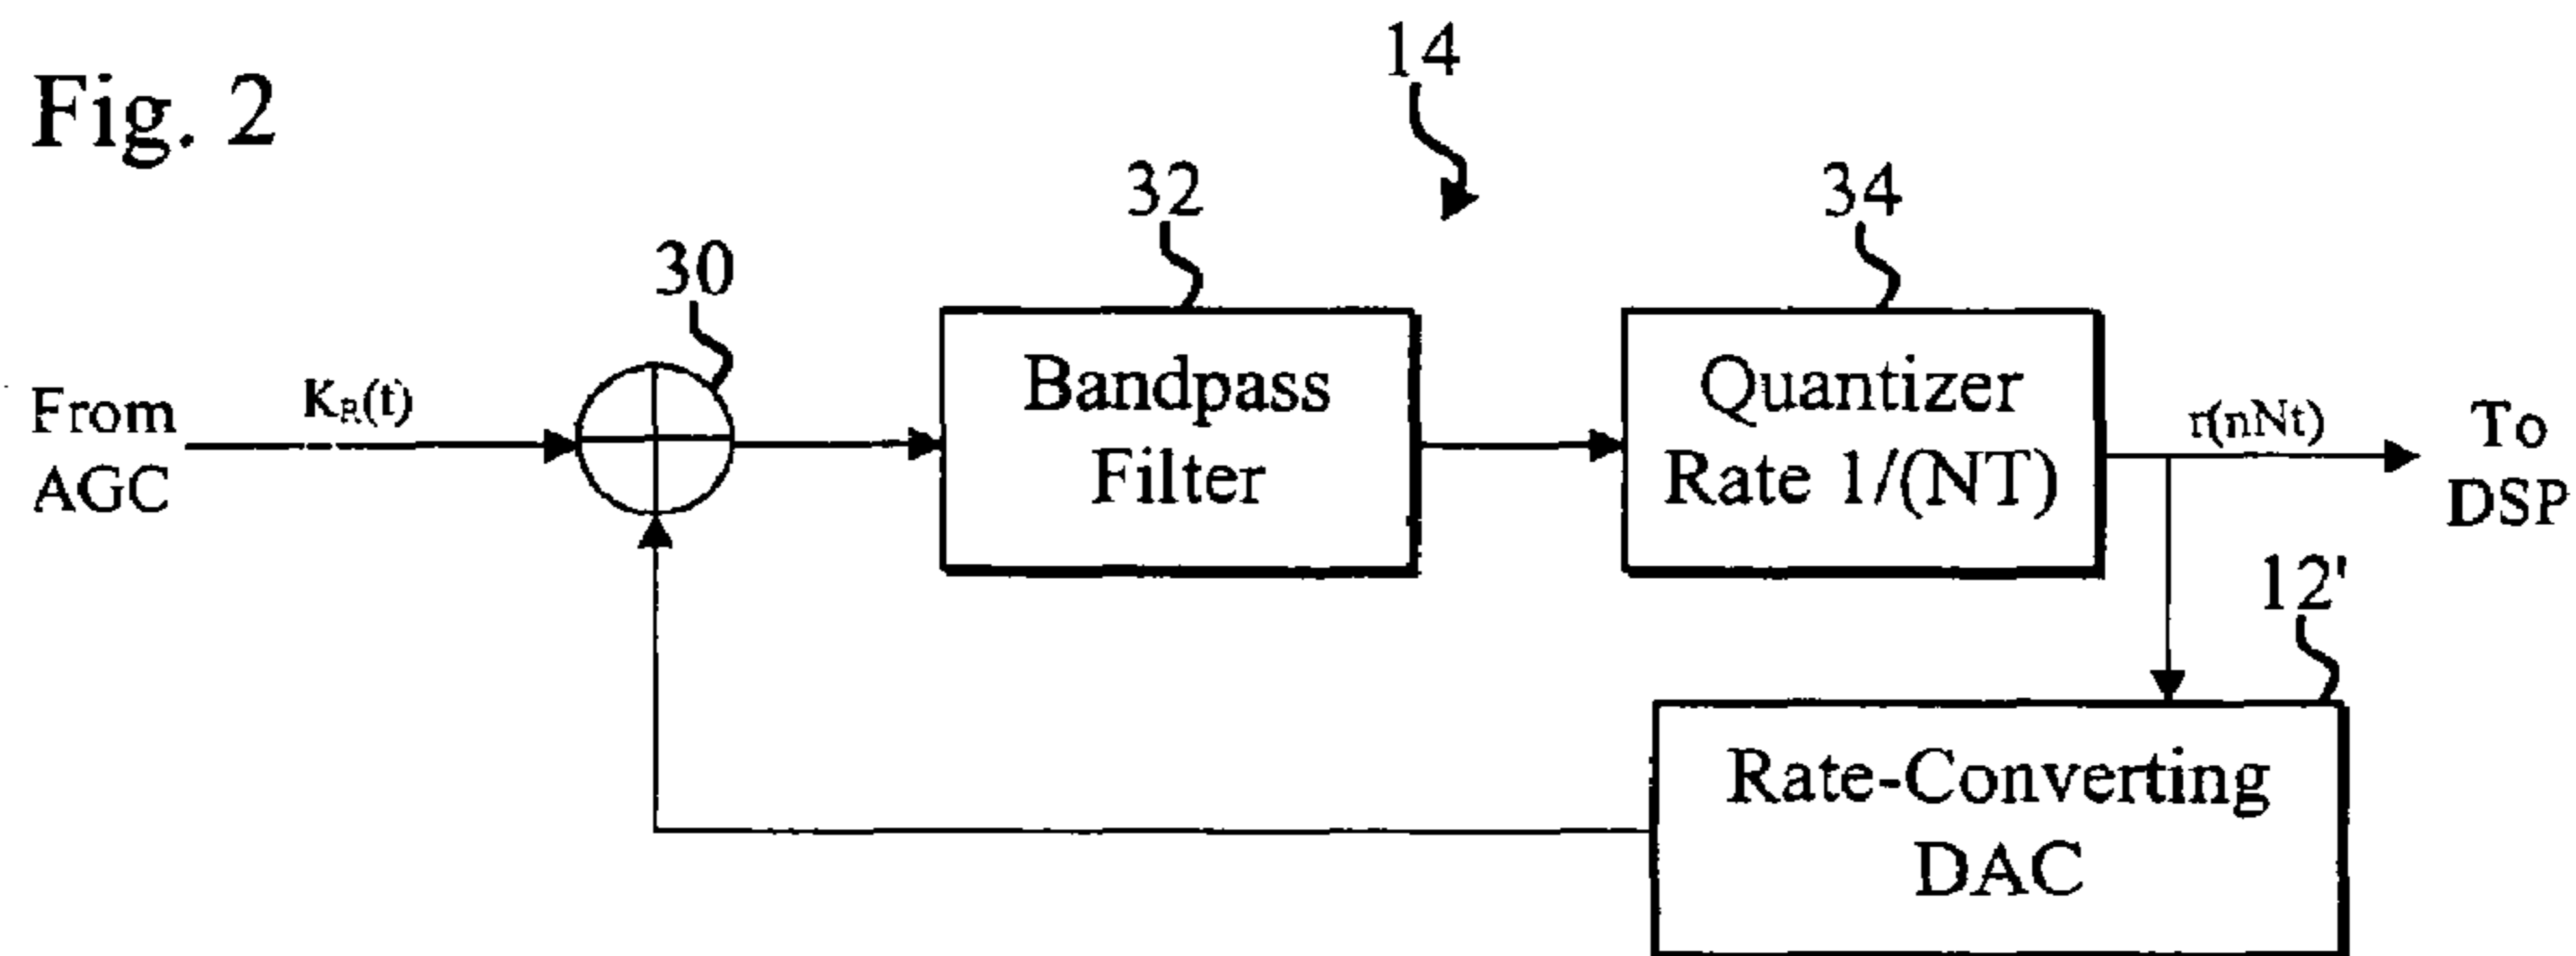 Fig. 2
14
32
34
30
From
AGC
K_R(t)
Bandpass
Filter
Quantizer
Rate 1/(NT)
r(nNt)
To
DSP
12'
Rate-Converting
DAC